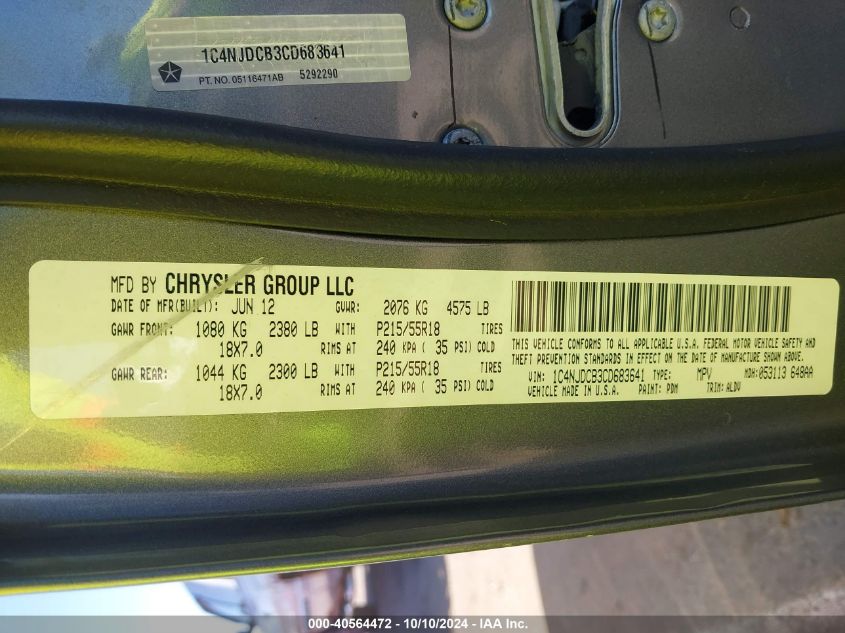 1C4NJDCB3CD683641
PT. NO. 05116471AB 5292290
MFD BY CHRYSLER GROUP LLC
DATE OF MFR(BUILT): JUN 12 GVWR: 2076 KG 4575 LB
GAWR FRONT: 1080 KG 2380 LB WITH P215/55R18 TIRES
18X7.0 RIMS AT 240 KPA ( 35 PSI) COLD
GAWR REAR: 1044 KG 2300 LB WITH P215/55R18 TIRES
18X7.0 RIMS AT 240 KPA ( 35 PSI) COLD
THIS VEHICLE CONFORMS TO ALL APPLICABLE U.S.A. FEDERAL MOTOR VEHICLE SAFETY AND
THEFT PREVENTION STANDARDS IN EFFECT ON THE DATE OF MANUFACTURE SHOWN ABOVE.
VIN: 1C4NJDCB3CD683641 TYPE: MPV MDH:053113 648AA
VEHICLE MADE IN U.S.A. PAINT: PDM TRIM: ALDV
000-40564472 - 10/10/2024 - IAA Inc.